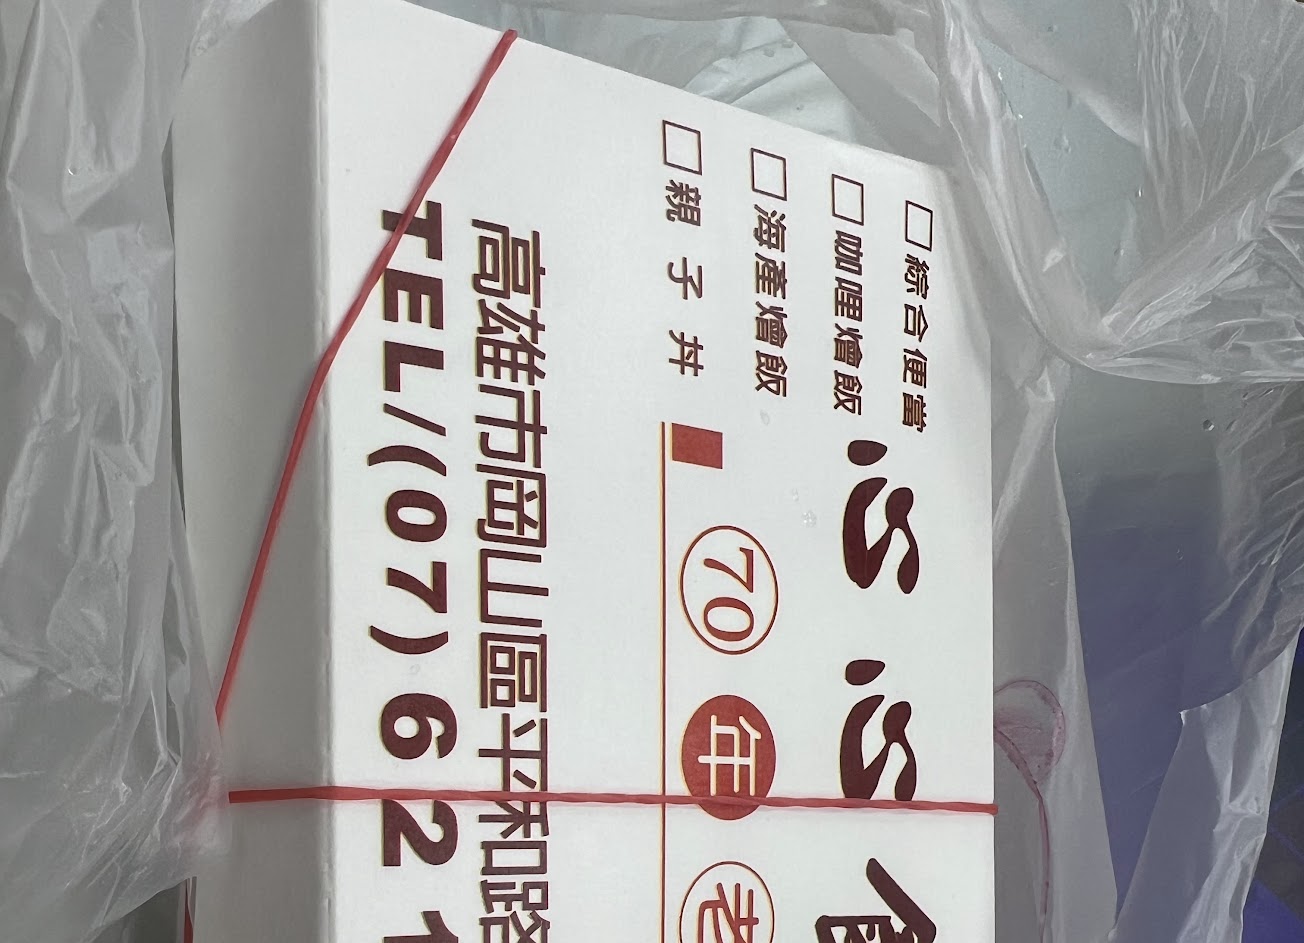 □綜合便當
□咖哩燴飯
□海產燴飯
□親子丼
70年老
高雄市岡山區平和路
TEL/(07)621